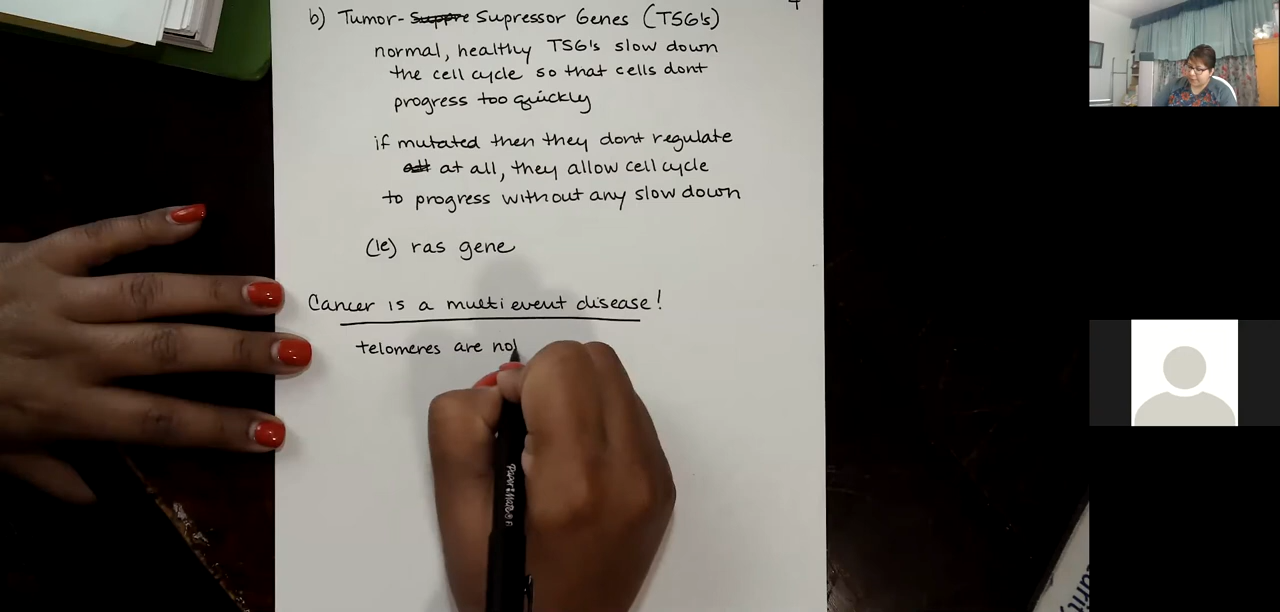 b) Tumor- Suppre Supressor Genes (TSG's)
normal, healthy TSG's slow down
the cell cycle so that cells dont
progress too quickly
if mutated then they dont regulate
at all, they allow cell cycle
to progress without any slow down
(ie) ras gene
Cancer is a multi event disease!
telomeres are not
PaperMate